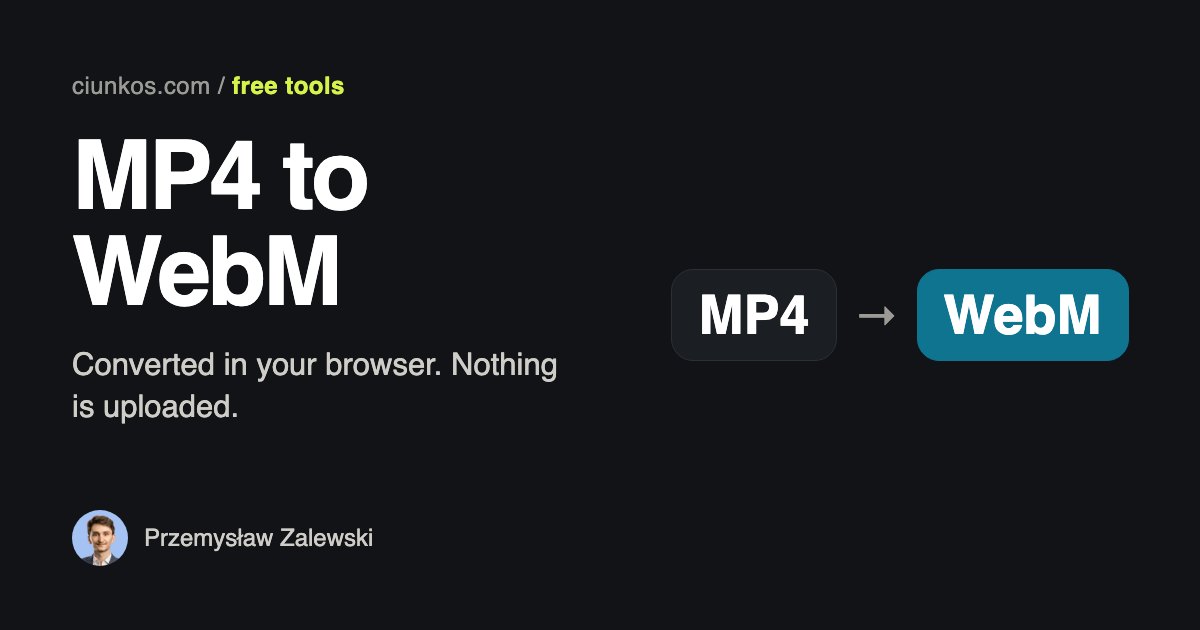 ciunkos.com / free tools
MP4 to
WebM
Converted in your browser. Nothing
is uploaded.
MP4 → WebM
Przemysław Zalewski